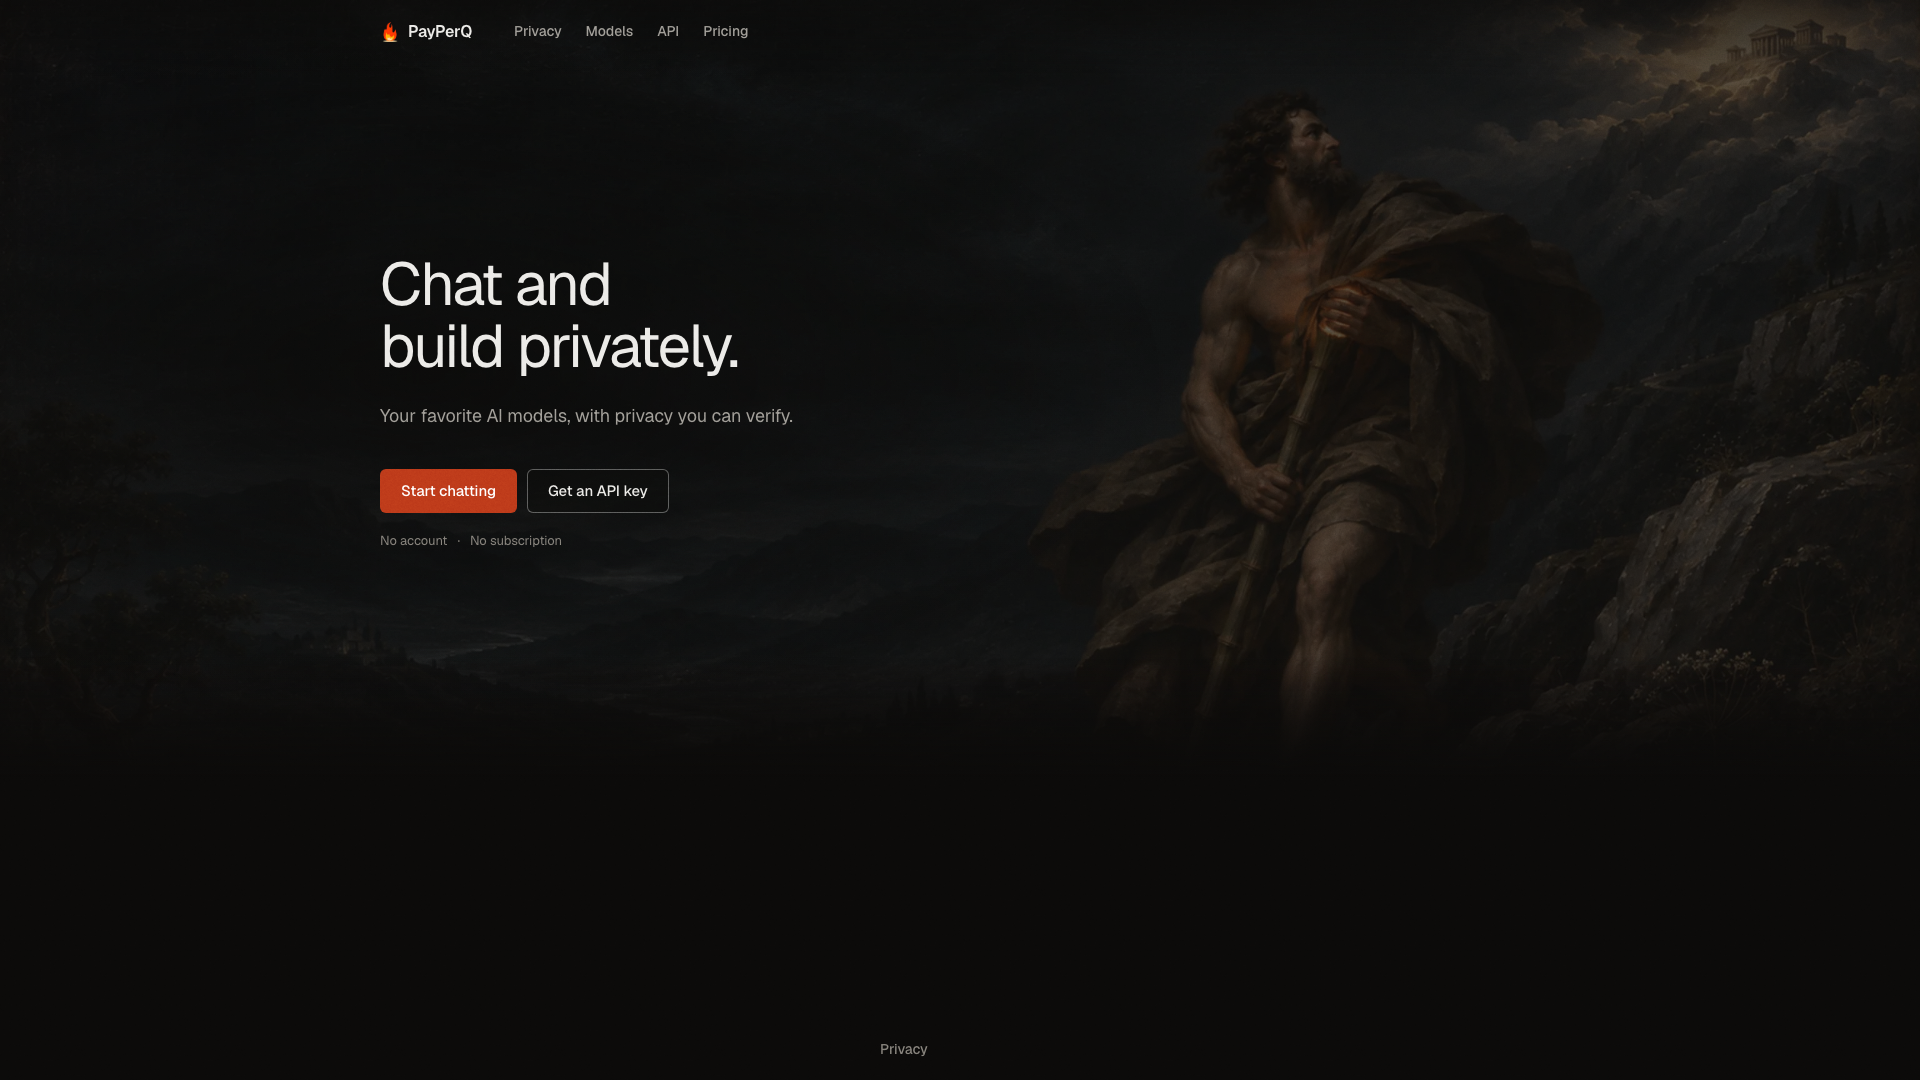 PayPerQ
Privacy
Models
API
Pricing
Chat and
build privately.
Your favorite AI models, with privacy you can verify.
Start chatting
Get an API key
No account · No subscription
Privacy